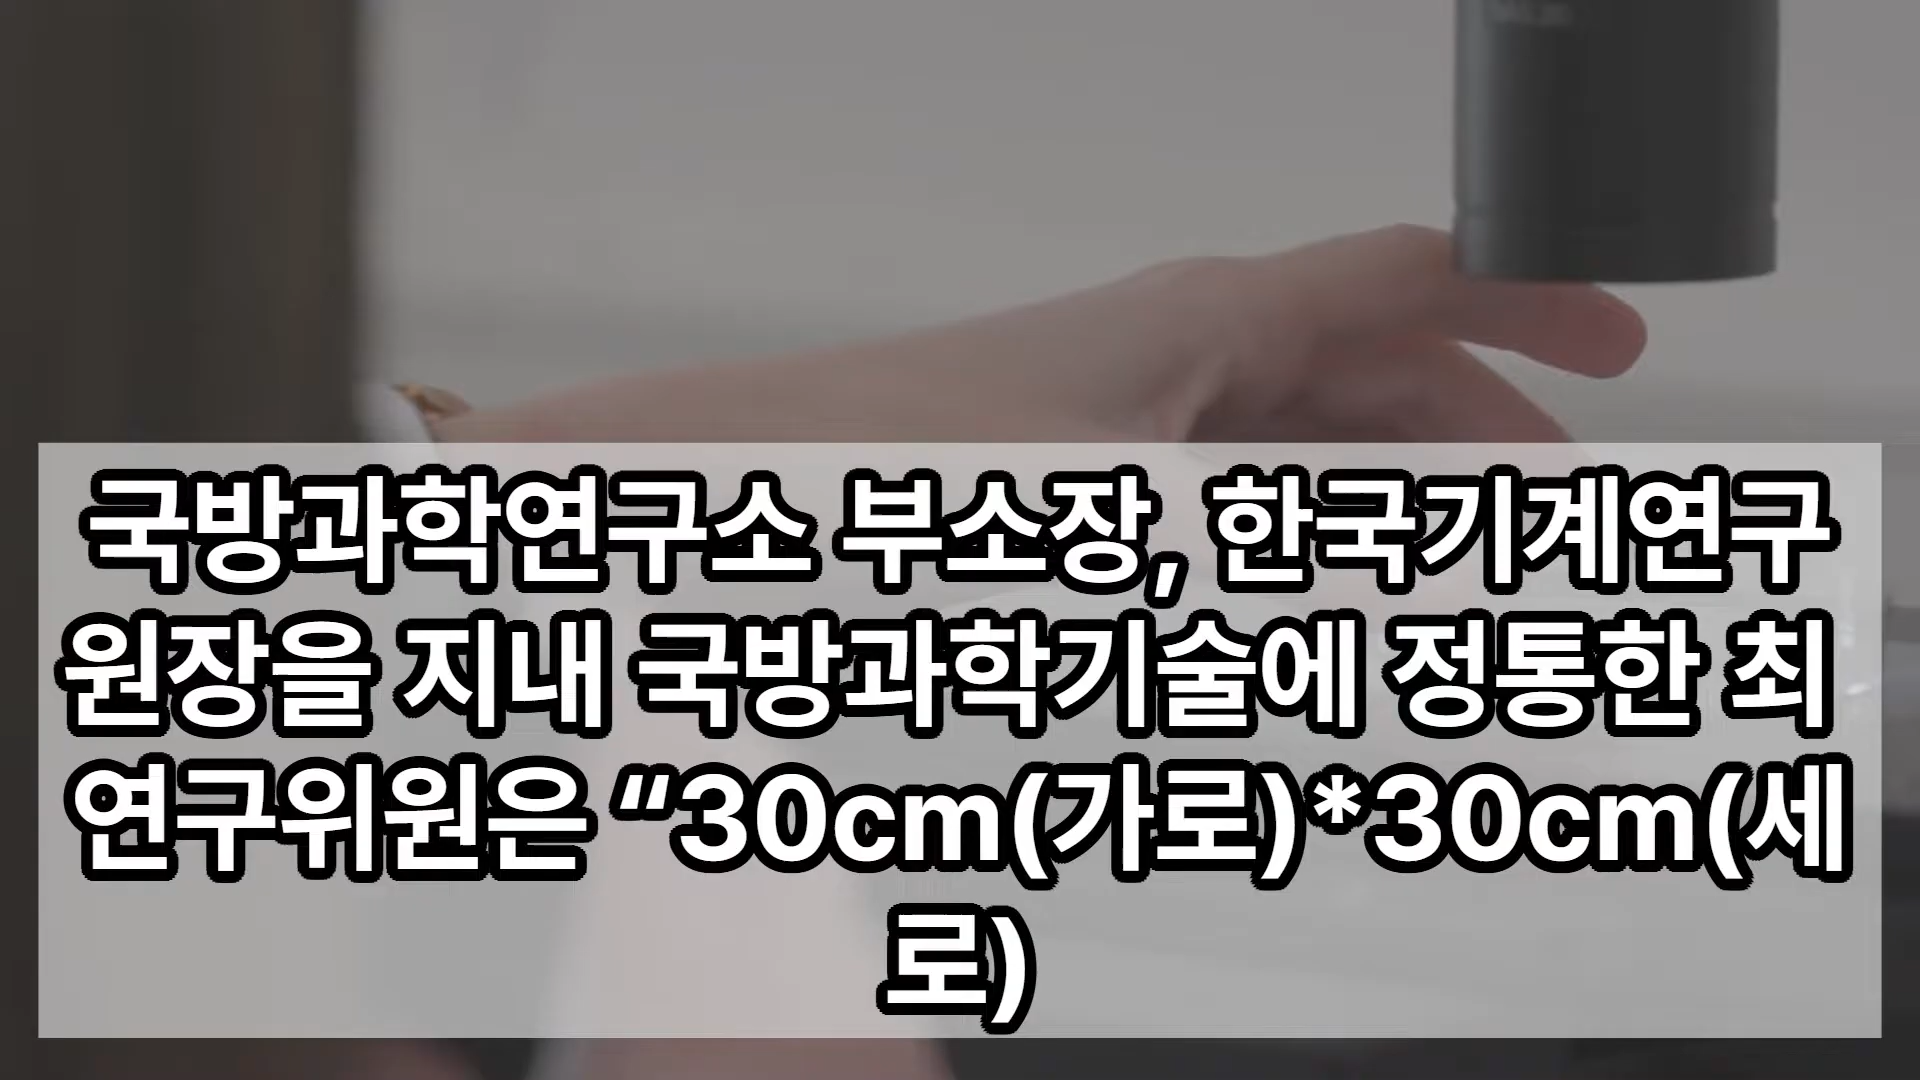 국방과학연구소 부소장, 한국기계연구
원장을 지내 국방과학기술에 정통한 최
연구위원은 “30cm(가로)*30cm(세
로)